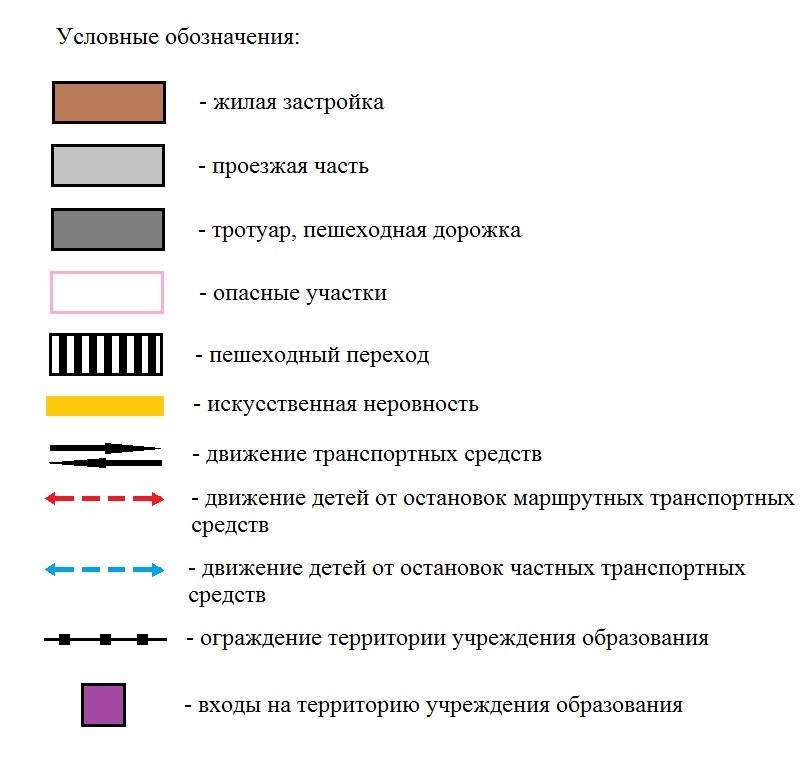 Условные обозначения:
- жилая застройка
- проезжая часть
- тротуар, пешеходная дорожка
- опасные участки
- пешеходный переход
- искусственная неровность
- движение транспортных средств
- движение детей от остановок маршрутных транспортных
средств
- движение детей от остановок частных транспортных
средств
- ограждение территории учреждения образования
- входы на территорию учреждения образования